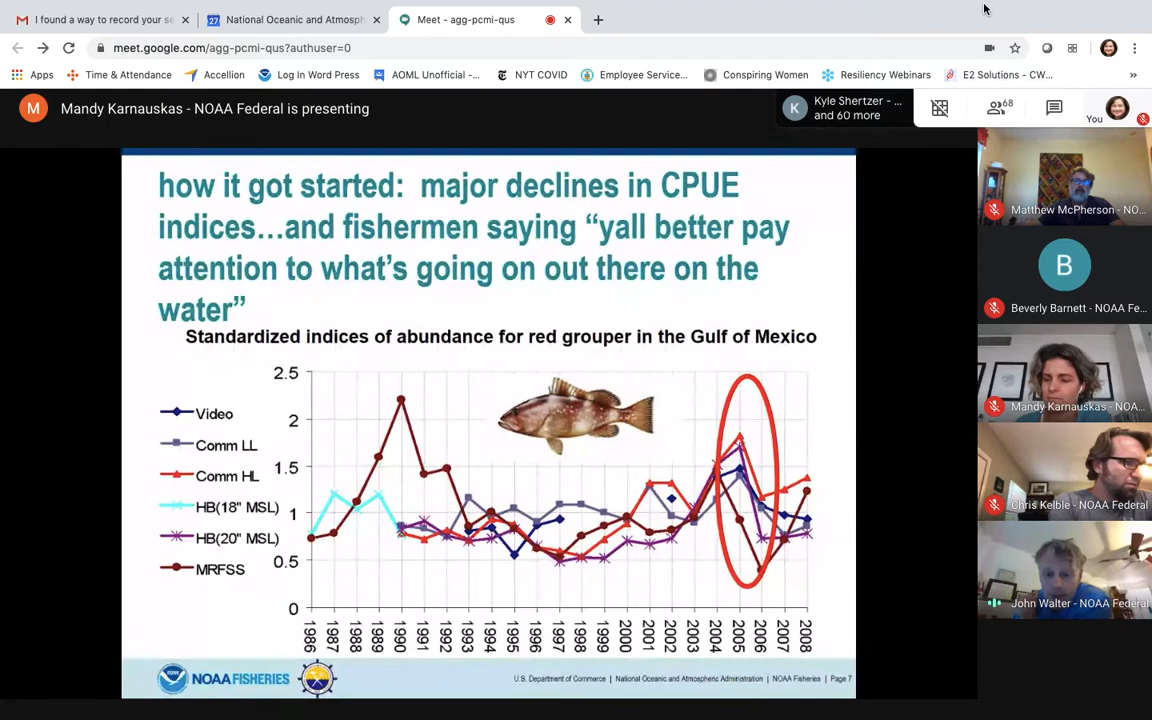 I found a way to record your se
National Oceanic and Atmosph
Meet - agg-pcmi-qus
meet.google.com/agg-pcmi-qus?authuser=0
Apps
Time & Attendance
Accellion
Log In Word Press
AOML Unofficial -...
NYT COVID
Employee Service...
Conspiring Women
Resiliency Webinars
E2 Solutions - CW...
M
Mandy Karnauskas - NOAA Federal is presenting
K
Kyle Shertzer - ...
and 60 more
68
You
how it got started: major declines in CPUE
indices...and fishermen saying “yall better pay
attention to what’s going on out there on the
water”
Standardized indices of abundance for red grouper in the Gulf of Mexico
2.5
2
1.5
1
0.5
0
Video
Comm LL
Comm HL
HB(18" MSL)
HB(20" MSL)
MRFSS
1986
1987
1988
1989
1990
1991
1992
1993
1994
1995
1996
1997
1998
1999
2000
2001
2002
2003
2004
2005
2006
2007
2008
NOAA FISHERIES
U.S. Department of Commerce | National Oceanic and Atmospheric Administration | NOAA Fisheries | Page 7
Matthew McPherson - NO...
B
Beverly Barnett - NOAA Fe...
Mandy Karnauskas - NOA...
Chris Kelble - NOAA Federal
John Walter - NOAA Federal